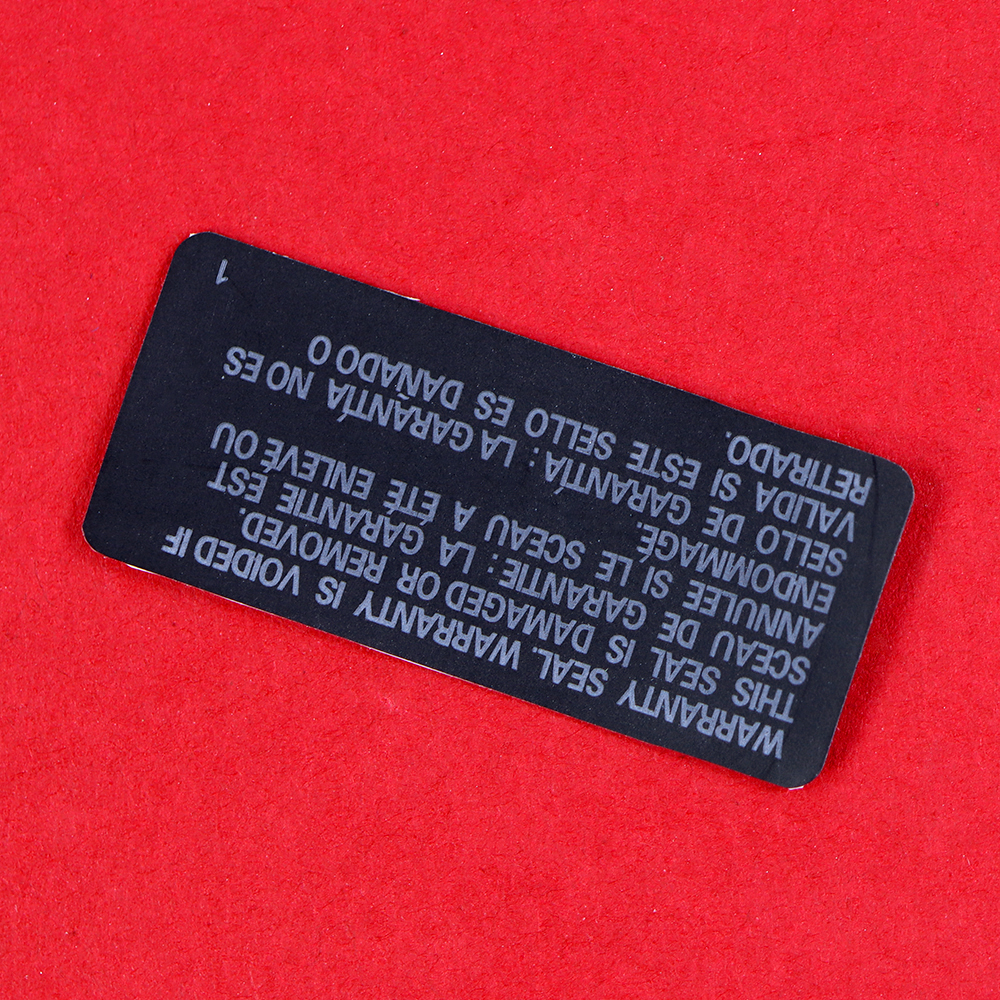 WARRANTY SEAL. WARRANTY IS VOIDED IF
THIS SEAL IS DAMAGED OR REMOVED.
SCEAU DE GARANTIE : LA GARANTIE EST
ANNULEE SI LE SCEAU A ÉTÉ ENLEVÉ OU
ENDOMMAGÉ.
SELLO DE GARANTÍA : LA GARANTÍA NO ES
VALIDA SI ESTE SELLO ES DAÑADO O
RETIRADO.
1